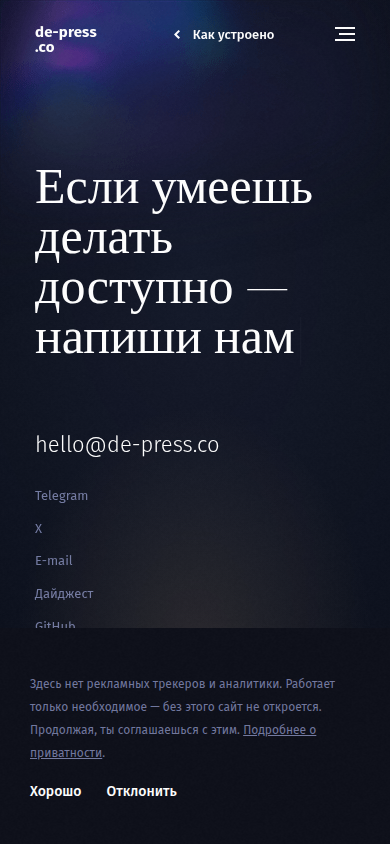 de-press
.co
Как устроено
Если умеешь
делать
доступно —
напиши нам
hello@de-press.co
Telegram
X
E-mail
Дайджест
GitHub
Здесь нет рекламных трекеров и аналитики. Работает
только необходимое — без этого сайт не откроется.
Продолжая, ты соглашаешься с этим. Подробнее о
приватности.
Хорошо Отклонить